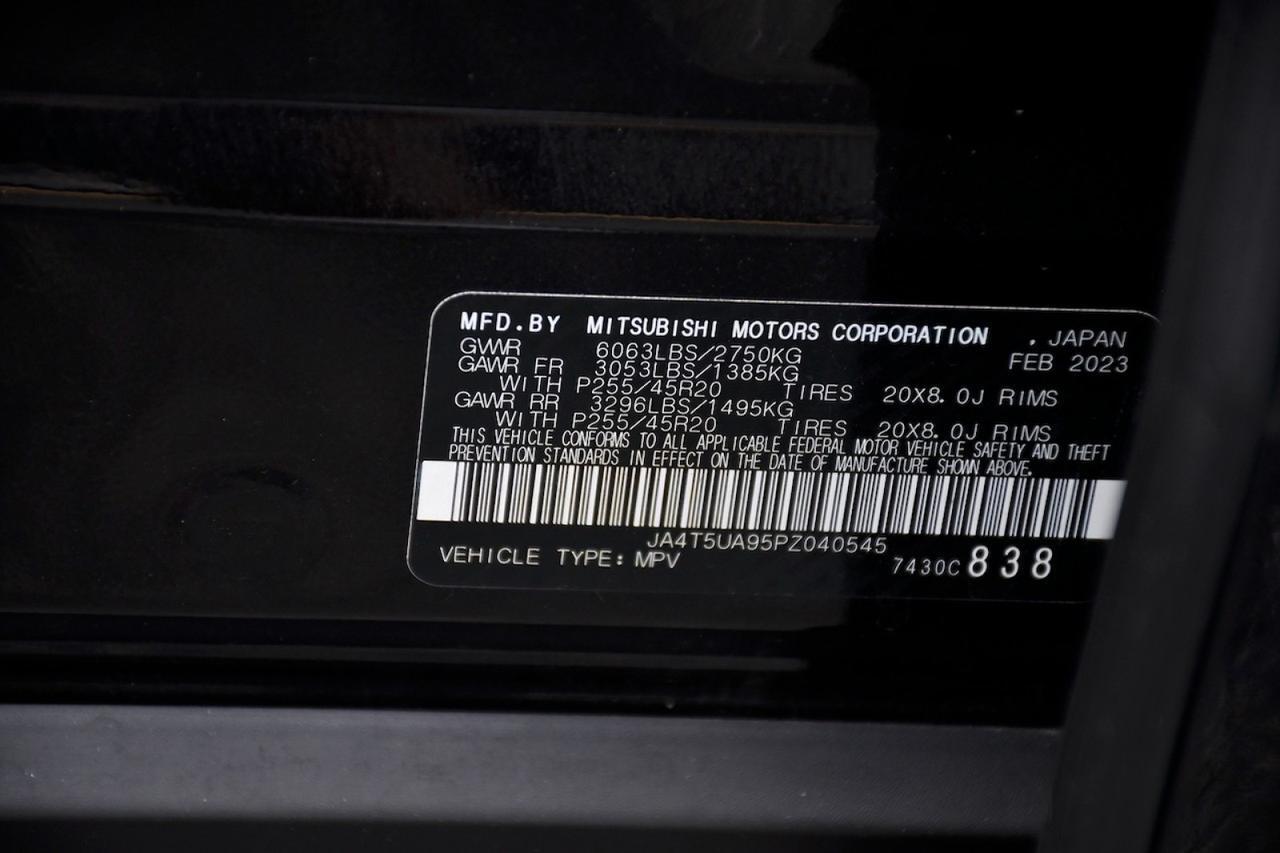 MFD.BY MITSUBISHI MOTORS CORPORATION . JAPAN
GVWR 6063LBS/2750KG FEB 2023
GAWR FR 3053LBS/1385KG
WITH P255/45R20 TIRES 20X8.0J RIMS
GAWR RR 3296LBS/1495KG
WITH P255/45R20 TIRES 20X8.0J RIMS
THIS VEHICLE CONFORMS TO ALL APPLICABLE FEDERAL MOTOR VEHICLE SAFETY AND THEFT
PREVENTION STANDARDS IN EFFECT ON THE DATE OF MANUFACTURE SHOWN ABOVE.
JA4T5UA95PZ040545
VEHICLE TYPE: MPV 7430C 838